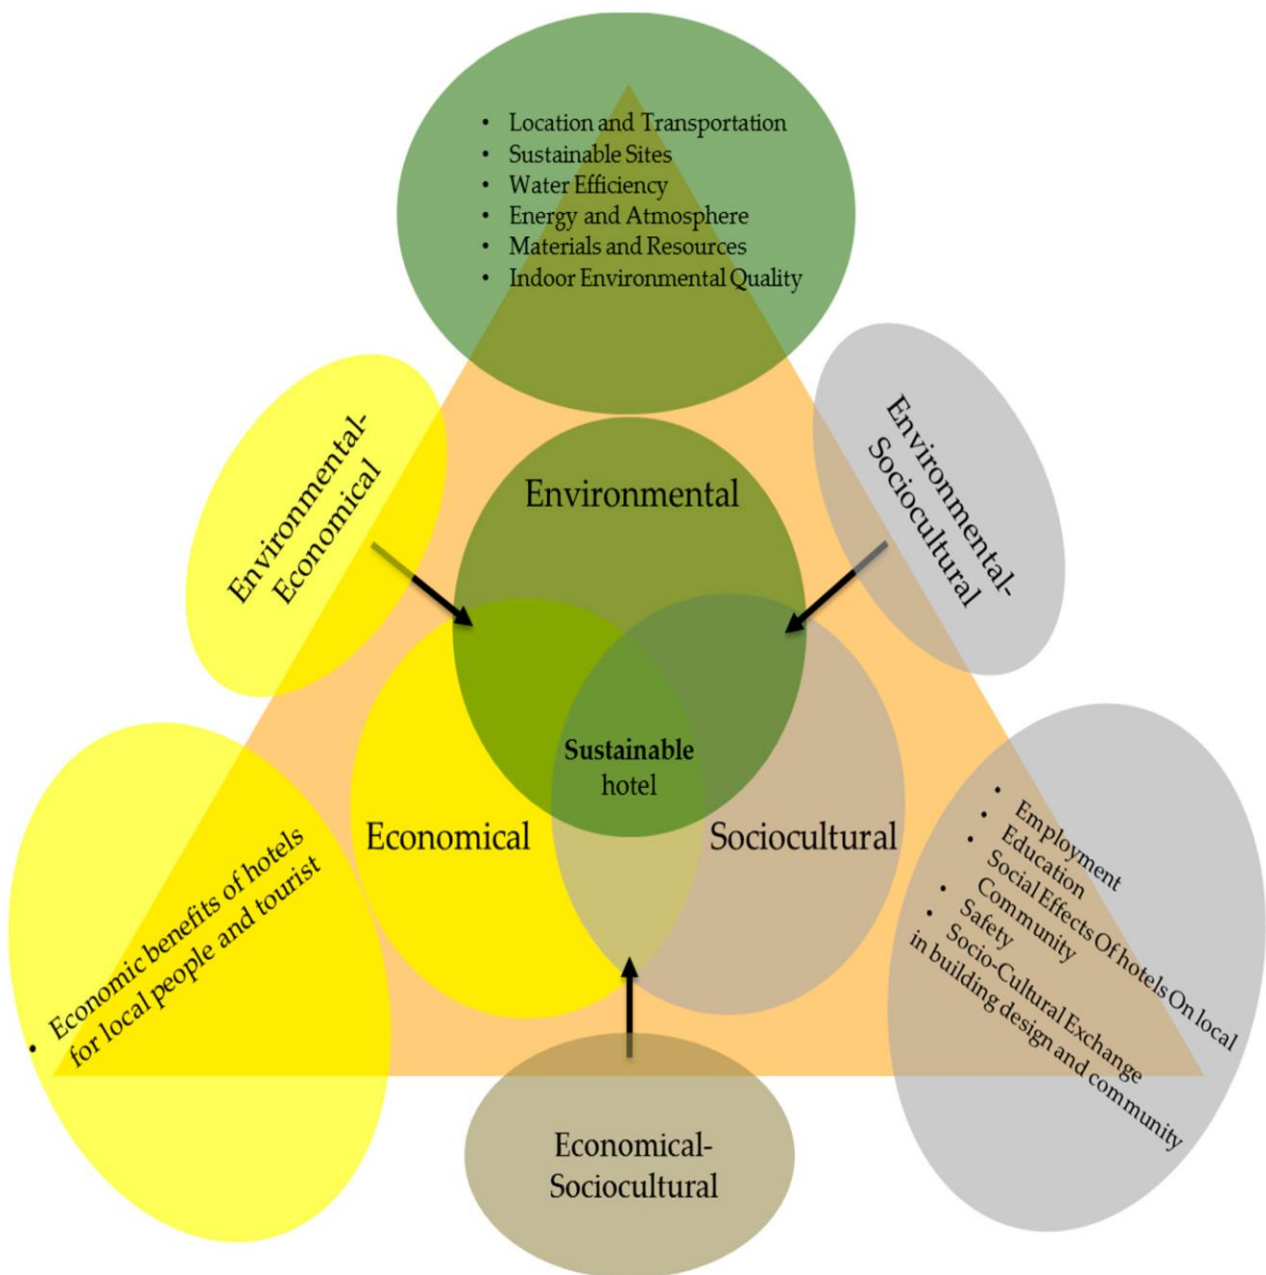 • Location and Transportation
• Sustainable Sites
• Water Efficiency
• Energy and Atmosphere
• Materials and Resources
• Indoor Environmental Quality
Environmental-
Economical
Environmental-
Sociocultural
Environmental
Sustainable
hotel
Economical
Sociocultural
• Economic benefits of hotels
for local people and tourist
• Employment
• Education
• Social Effects Of hotels On local
Community
• Safety
• Socio-Cultural Exchange
in building design and community
Economical-
Sociocultural